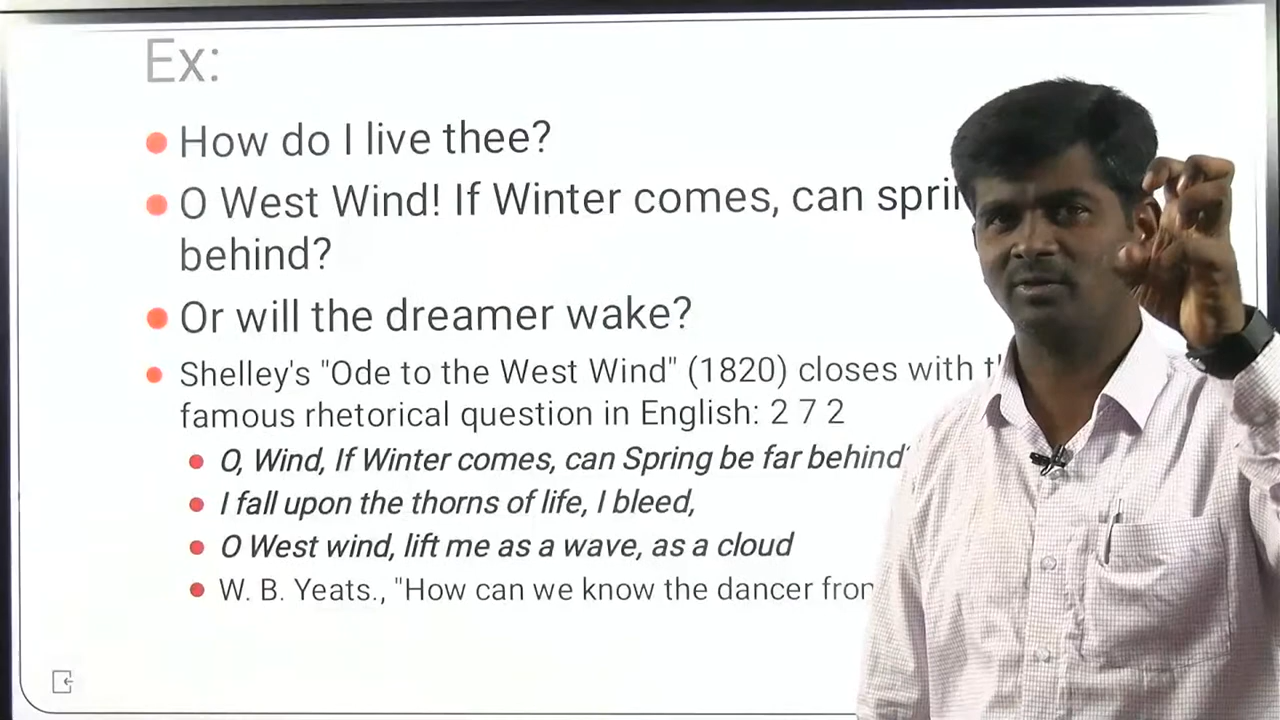 Ex:
How do I live thee?
O West Wind! If Winter comes, can
behind?
Or will the dreamer wake?
Shelley's "Ode to the West Wind" (1820) closes with
famous rhetorical question in English: 2 7 2
O, Wind, If Winter comes, can Spring be far behind
I fall upon the thorns of life, I bleed,
O West wind, lift me as a wave, as a cloud
W. B. Yeats., "How can we know the dancer